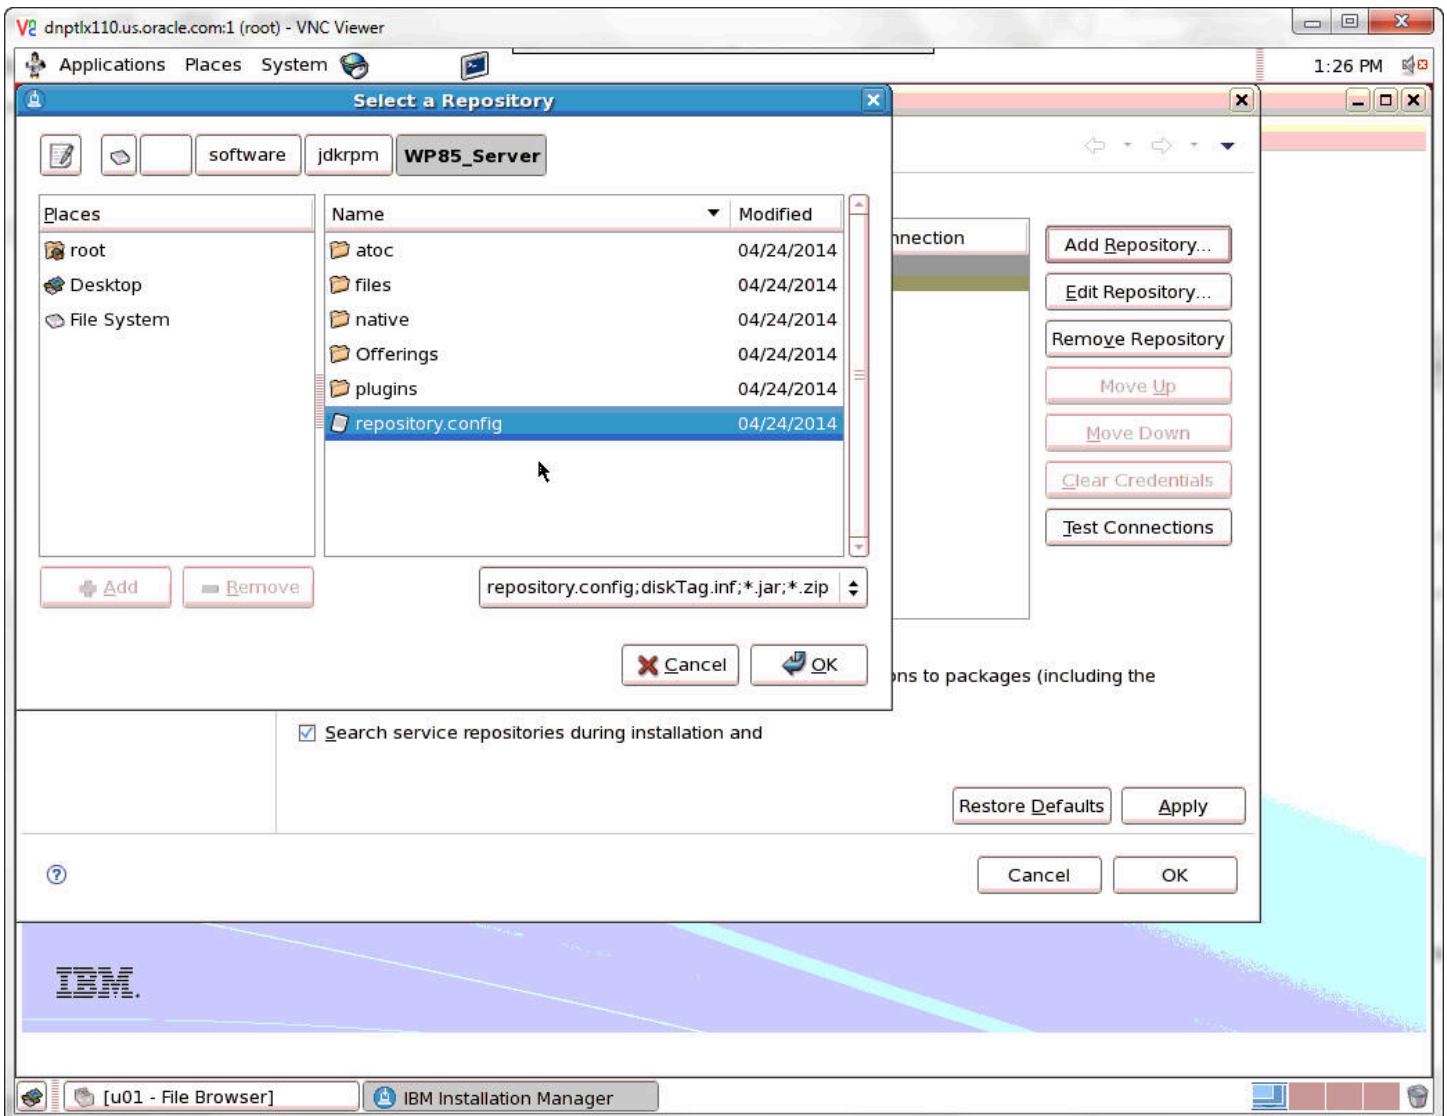 dnptlx110.us.oracle.com:1 (root) - VNC Viewer
Applications Places System 1:26 PM
Select a Repository
software jdkrpm WP85_Server
Places Name Modified
root atoc 04/24/2014
Desktop files 04/24/2014
File System native 04/24/2014
Offerings 04/24/2014
plugins 04/24/2014
repository.config 04/24/2014
Add Remove repository.config;diskTag.inf;*.jar;*.zip
Cancel OK
nnection
Add Repository...
Edit Repository...
Remove Repository
Move Up
Move Down
Clear Credentials
Test Connections
ons to packages (including the
Search service repositories during installation and
Restore Defaults Apply
Cancel OK
IBM.
[u01 - File Browser] IBM Installation Manager